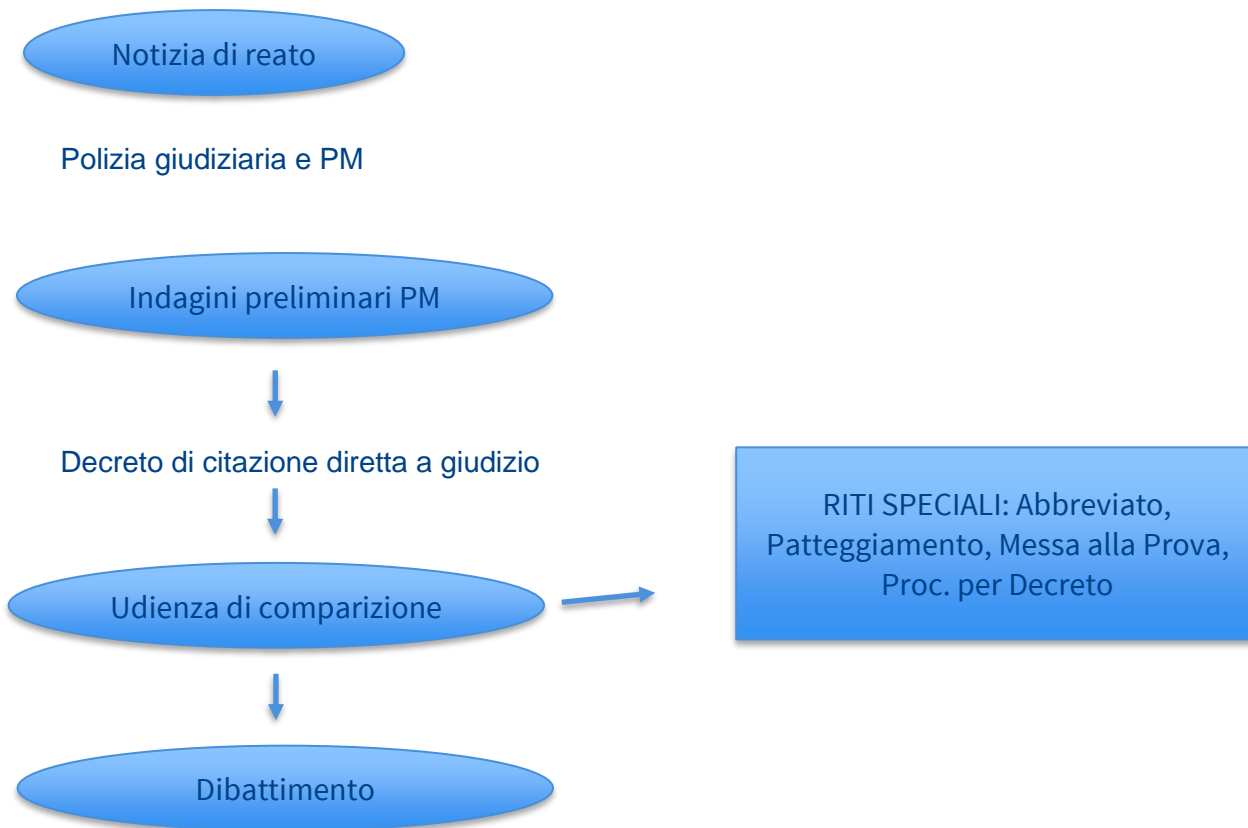 Notizia di reato
Polizia giudiziaria e PM
Indagini preliminari PM
Decreto di citazione diretta a giudizio
Udienza di comparizione
RITI SPECIALI: Abbreviato,
Patteggiamento, Messa alla Prova,
Proc. per Decreto
Dibattimento